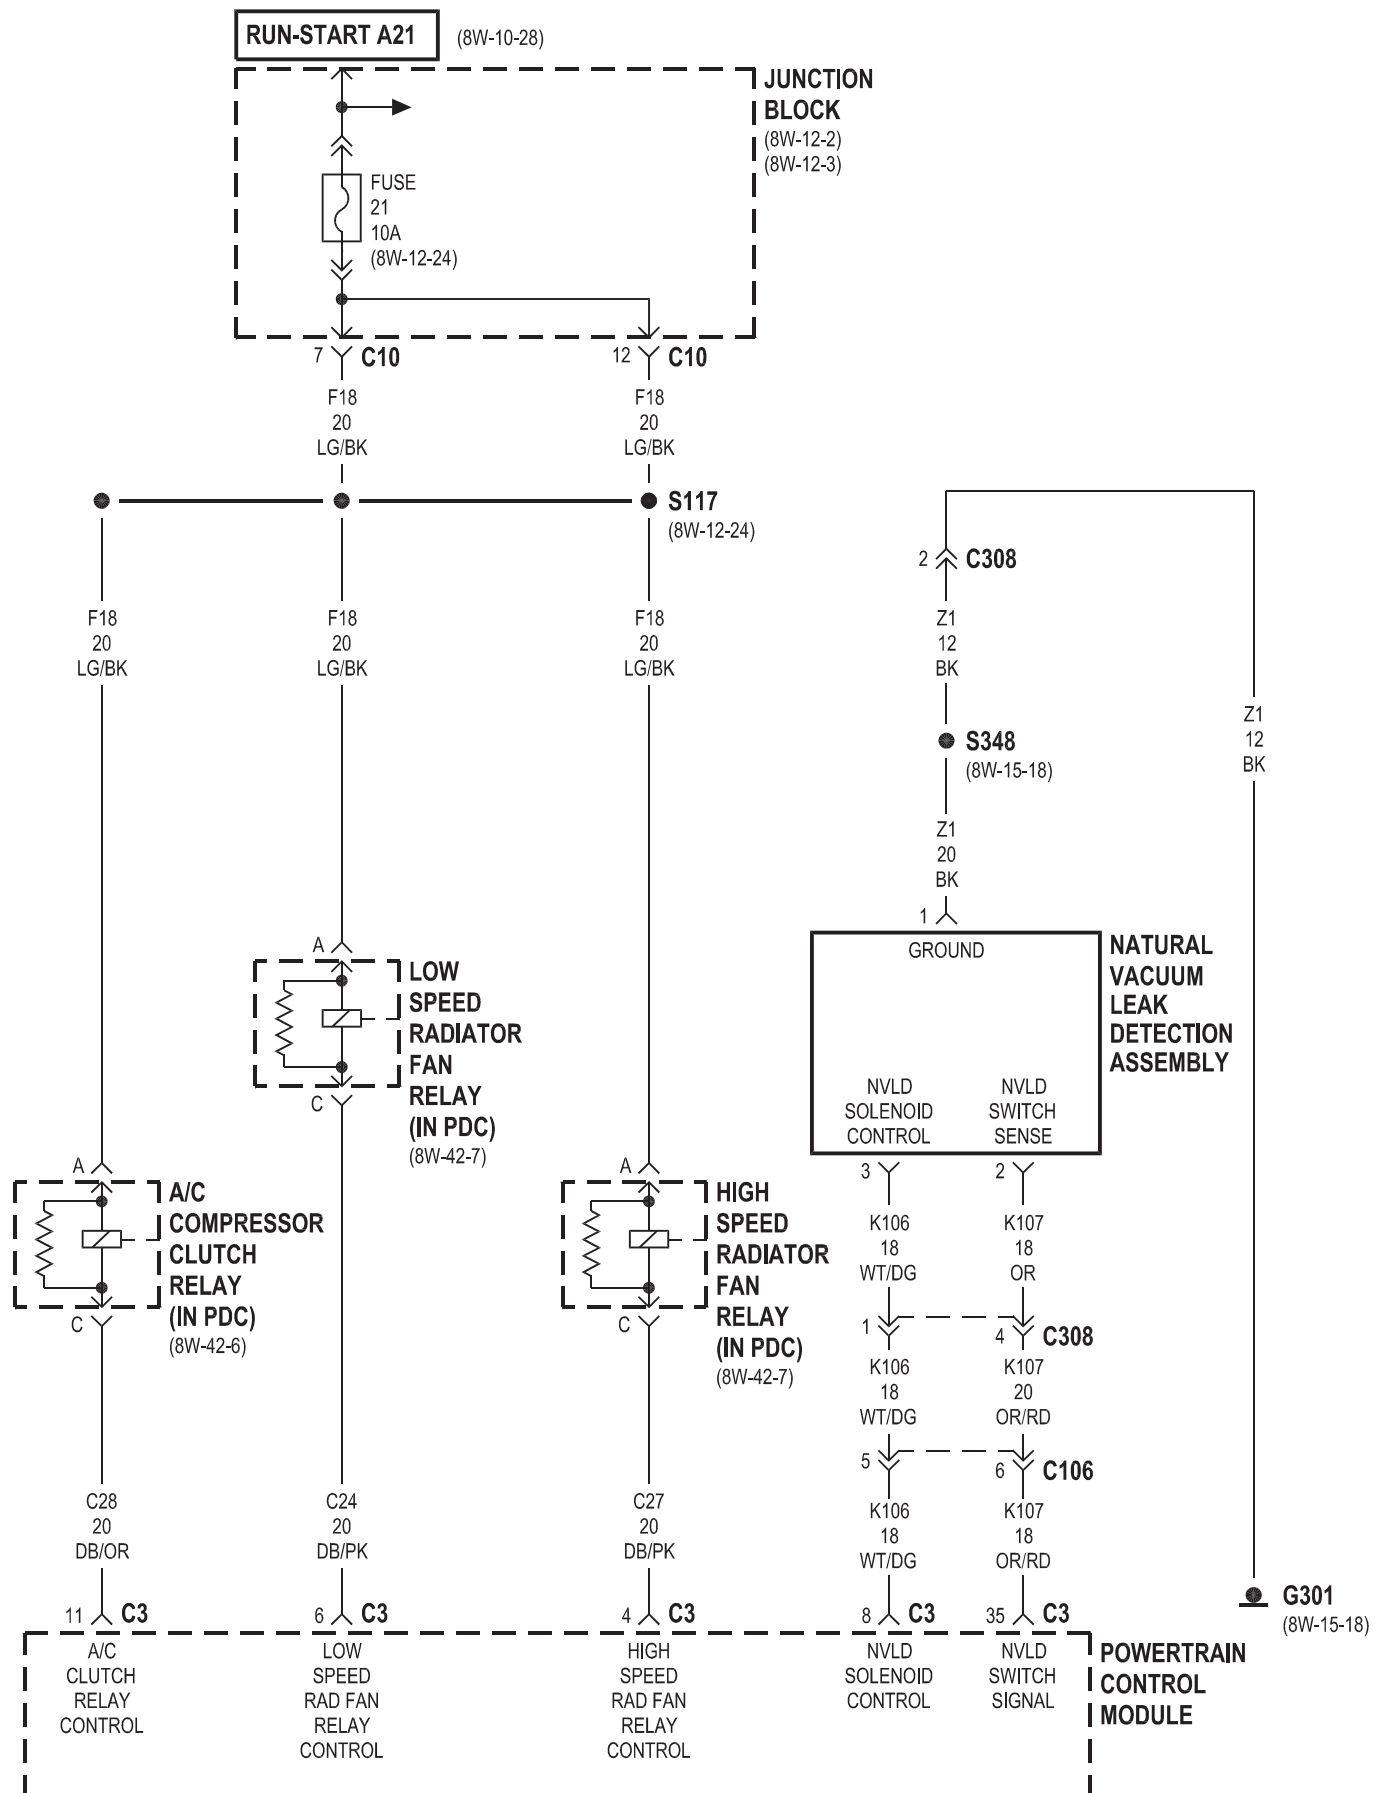 RUN-START A21 (8W-10-28)
JUNCTION
BLOCK
(8W-12-2)
(8W-12-3)
FUSE
21
10A
(8W-12-24)
7 C10
12 C10
F18
20
LG/BK
F18
20
LG/BK
S117
(8W-12-24)
F18
20
LG/BK
F18
20
LG/BK
F18
20
LG/BK
2 C308
Z1
12
BK
S348
(8W-15-18)
Z1
12
BK
Z1
20
BK
1
GROUND
NATURAL
VACUUM
LEAK
DETECTION
ASSEMBLY
NVLD
SOLENOID
CONTROL
NVLD
SWITCH
SENSE
A
LOW
SPEED
RADIATOR
FAN
RELAY
(IN PDC)
(8W-42-7)
C
A
A/C
COMPRESSOR
CLUTCH
RELAY
(IN PDC)
(8W-42-6)
C
A
HIGH
SPEED
RADIATOR
FAN
RELAY
(IN PDC)
(8W-42-7)
C
3
2
K106
18
WT/DG
K107
18
OR
1
4 C308
K106
18
WT/DG
K107
20
OR/RD
5
6 C106
K106
18
WT/DG
K107
18
OR/RD
C28
20
DB/OR
C24
20
DB/PK
C27
20
DB/PK
11 C3
6 C3
4 C3
8 C3
35 C3
G301
(8W-15-18)
A/C
CLUTCH
RELAY
CONTROL
LOW
SPEED
RAD FAN
RELAY
CONTROL
HIGH
SPEED
RAD FAN
RELAY
CONTROL
NVLD
SOLENOID
CONTROL
NVLD
SWITCH
SIGNAL
POWERTRAIN
CONTROL
MODULE